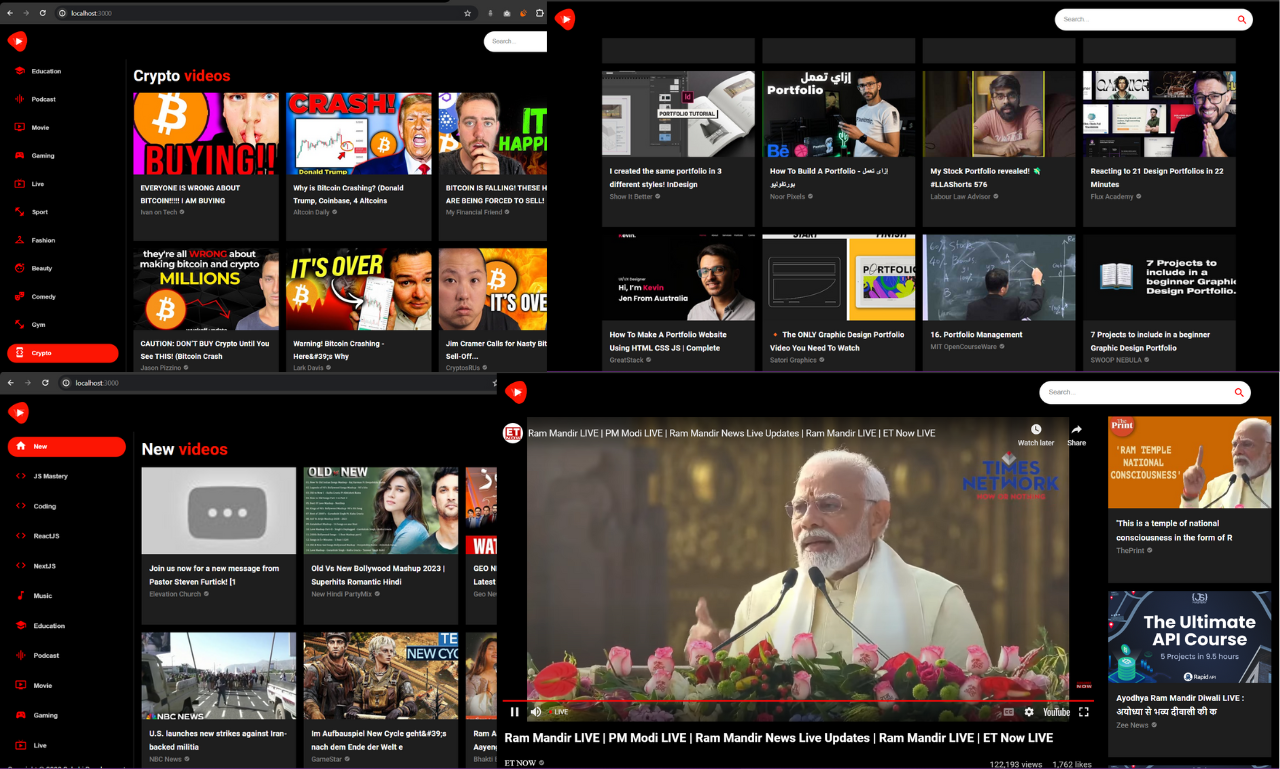 localhost:3000
Search...
Education
Podcast
Movie
Gaming
Live
Sport
Fashion
Beauty
Comedy
Gym
Crypto
Crypto videos
BUYING!!
EVERYONE IS WRONG ABOUT
BITCOIN!!!!! I AM BUYING
Ivan on Tech
CRASH!
Donald Trump
Why is Bitcoin Crashing? (Donald
Trump, Coinbase, 4 Altcoins
Altcoin Daily
IT
HAPP
BITCOIN IS FALLING! THESE H
ARE BEING FORCED TO SELL!
My Financial Friend
they're all WRONG about
making bitcoin and crypto
MILLIONS
CAUTION: DON'T BUY Crypto Until You
See THIS! (Bitcoin Crash
Jason Pizzino
IT'S OVER
Warning! Bitcoin Crashing -
Here&#39;s Why
Lark Davis
IT'S OVE
Jim Cramer Calls for Nasty Bit
Sell-Off...
CryptosRUs
Search...
PORTFOLIO TUTORIAL
I created the same portfolio in 3
different styles! InDesign
Show It Better
إزاي تعمل
Portfolio
Bē
How To Build A Portfolio - إزاي تعمل
بورتفوليو
Noor Pixels
My Stock Portfolio revealed! 💸
#LLAShorts 576
Labour Law Advisor
Reacting to 21 Design Portfolios in 22
Minutes
Flux Academy
Kevin.
Hi, I'm Kevin
Jen From Australia
How To Make A Portfolio Website
Using HTML CSS JS | Complete
GreatStack
START
FINISH
PORTFOLIO
🔸 The ONLY Graphic Design Portfolio
Video You Need To Watch
Satori Graphics
16. Portfolio Management
MIT OpenCourseWare
7 Projects to
include in a
beginner Graphic
Design Portfolio.
7 Projects to include in a beginner
Graphic Design Portfolio
SWOOP NEBULA
localhost:3000
New
JS Mastery
Coding
ReactJS
NextJS
Music
Education
Podcast
Movie
Gaming
Live
New videos
Join us now for a new message from
Pastor Steven Furtick! [1
Elevation Church
OLD VS NEW
Old Vs New Bollywood Mashup 2023 |
Superhits Romantic Hindi
New Hindi PartyMix
WAT
GEO N
Latest
Geo Ne
NBC NEWS
U.S. launches new strikes against Iran-
backed militia
NBC News
TE
NEW CYC
Im Aufbauspiel New Cycle geht&#39;s
nach dem Ende der Welt e
GameStar
Ram A
Aayeng
Bhakti B
Search...
ET
NOW
Ram Mandir LIVE | PM Modi LIVE | Ram Mandir News Live Updates | Ram Mandir LIVE | ET Now LIVE
Watch later
Share
TIMES
NETWORK
NOW
LIVE
YouTube
Ram Mandir LIVE | PM Modi LIVE | Ram Mandir News Live Updates | Ram Mandir LIVE | ET Now LIVE
ET NOW
122,193 views
1,762 likes
The
Print
'RAM TEMPLE
NATIONAL
CONSCIOUSNESS'
'This is a temple of national
consciousness in the form of R
ThePrint
{JS}
The Ultimate
API Course
5 Projects in 9.5 hours
Rapid API
Ayodhya Ram Mandir Diwali LIVE :
अयोध्या से भव्य दीवाली की क
Zee News